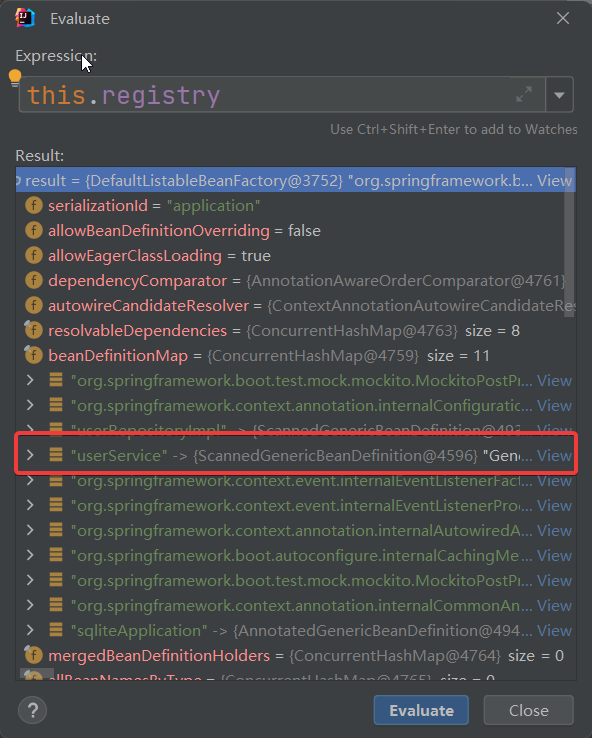 Evaluate
Expression:
this.registry
Use Ctrl+Shift+Enter to add to Watches
Result:
result = {DefaultListableBeanFactory@3752} "org.springframework.b... View
serializationId = "application"
allowBeanDefinitionOverriding = false
allowEagerClassLoading = true
dependencyComparator = {AnnotationAwareOrderComparator@4761}
autowireCandidateResolver = {ContextAnnotationAutowireCandidateRes
resolvableDependencies = {ConcurrentHashMap@4763} size = 8
beanDefinitionMap = {ConcurrentHashMap@4759} size = 11
"org.springframework.boot.test.mock.mockito.MockitoPostPr... View
"org.springframework.context.annotation.internalConfiguratic... View
"userRepositoryImpl" -> {ScannedGenericBeanDefinition@493... View
"userService" -> {ScannedGenericBeanDefinition@4596} "Gene... View
"org.springframework.context.event.internalEventListenerFact... View
"org.springframework.context.event.internalEventListenerProc... View
"org.springframework.context.annotation.internalAutowiredA... View
"org.springframework.boot.autoconfigure.internalCachingMe... View
"org.springframework.boot.test.mock.mockito.MockitoPostPr... View
"org.springframework.context.annotation.internalCommonAn... View
"sqliteApplication" -> {AnnotatedGenericBeanDefinition@494... View
mergedBeanDefinitionHolders = {ConcurrentHashMap@4764} size = 0
allBeanNamesByType = {ConcurrentHashMap@4765} size = 0
?
Evaluate
Close